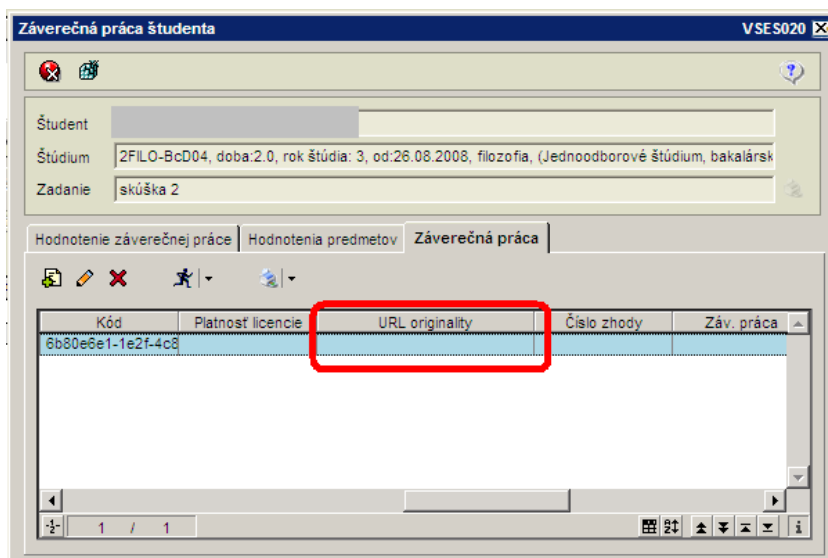 Záverečná práca študenta VSES020
Študent
Štúdium 2FILO-BcD04, doba:2.0, rok štúdia: 3, od:26.08.2008, filozofia, (Jednoodborové štúdium, bakalársk
Zadanie skúška 2
Hodnotenie záverečnej práce Hodnotenia predmetov Záverečná práca
Kód Platnosť licencie URL originality Číslo zhody Záv. práca
6b80e6e1-1e2f-4c8
1 / 1